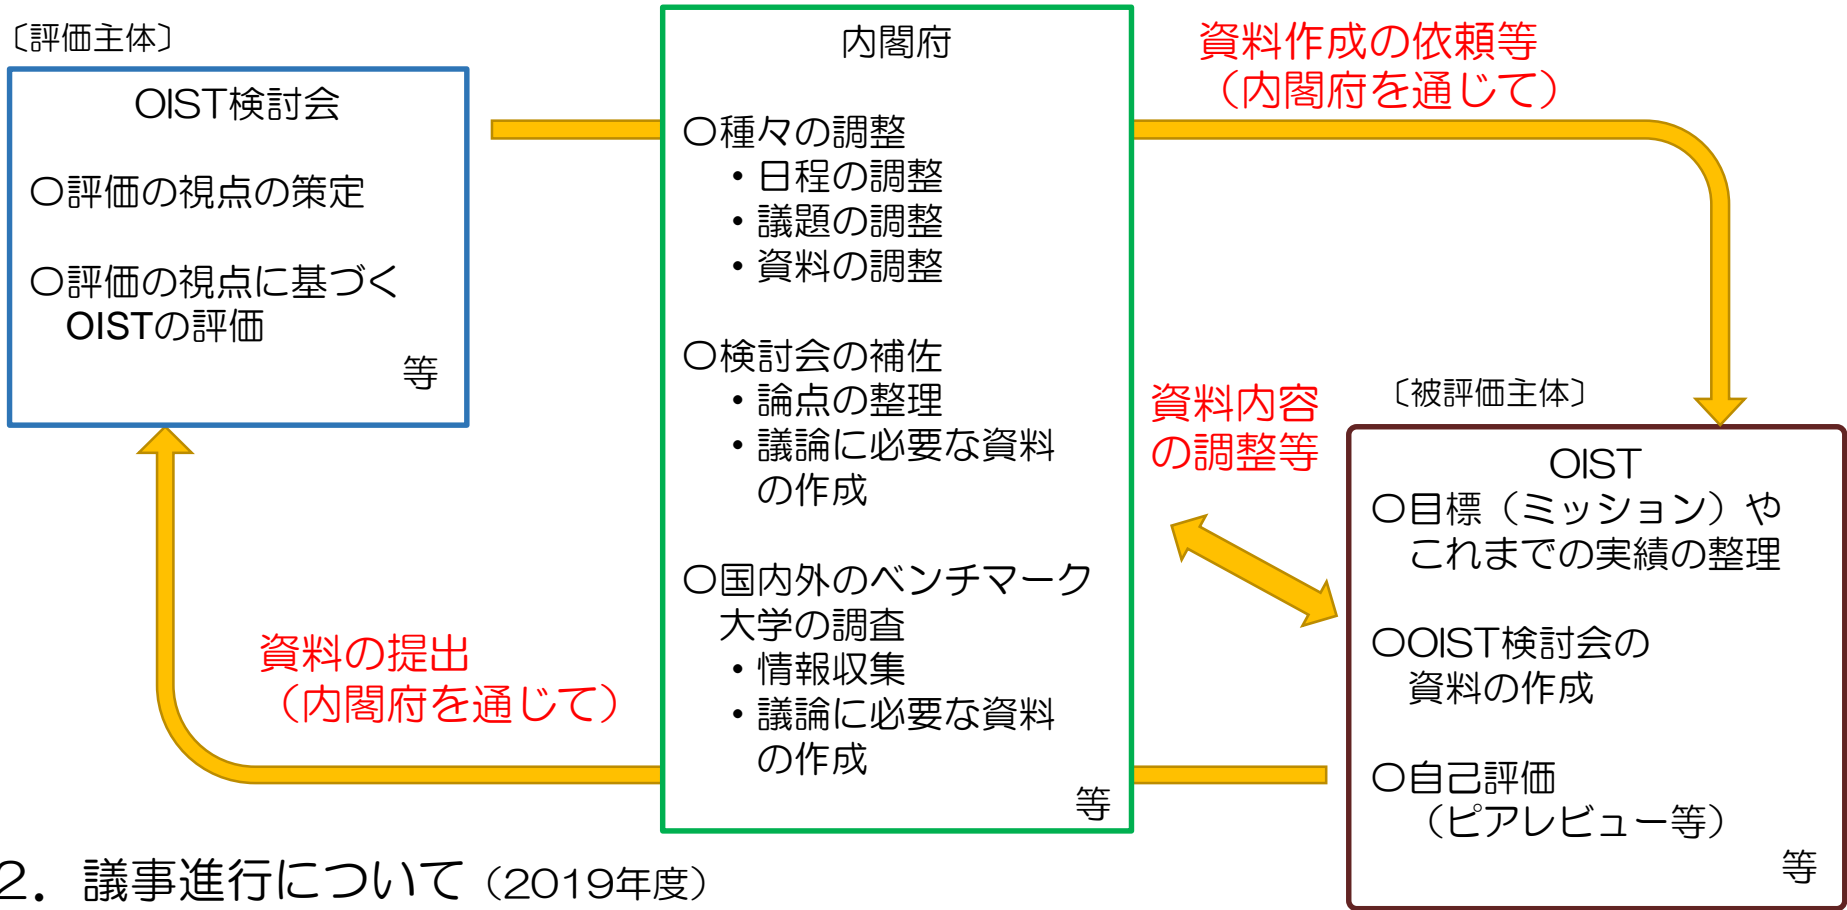 〔評価主体〕
OIST検討会
〇評価の視点の策定
〇評価の視点に基づく
OISTの評価
等
内閣府
〇種々の調整
・日程の調整
・議題の調整
・資料の調整
〇検討会の補佐
・論点の整理
・議論に必要な資料
の作成
〇国内外のベンチマーク
大学の調査
・情報収集
・議論に必要な資料
の作成
等
資料作成の依頼等
（内閣府を通じて）
資料内容
の調整等
〔被評価主体〕
OIST
〇目標（ミッション）や
これまでの実績の整理
〇OIST検討会の
資料の作成
〇自己評価
（ピアレビュー等）
等
資料の提出
（内閣府を通じて）
2．議事進行について（2019年度）